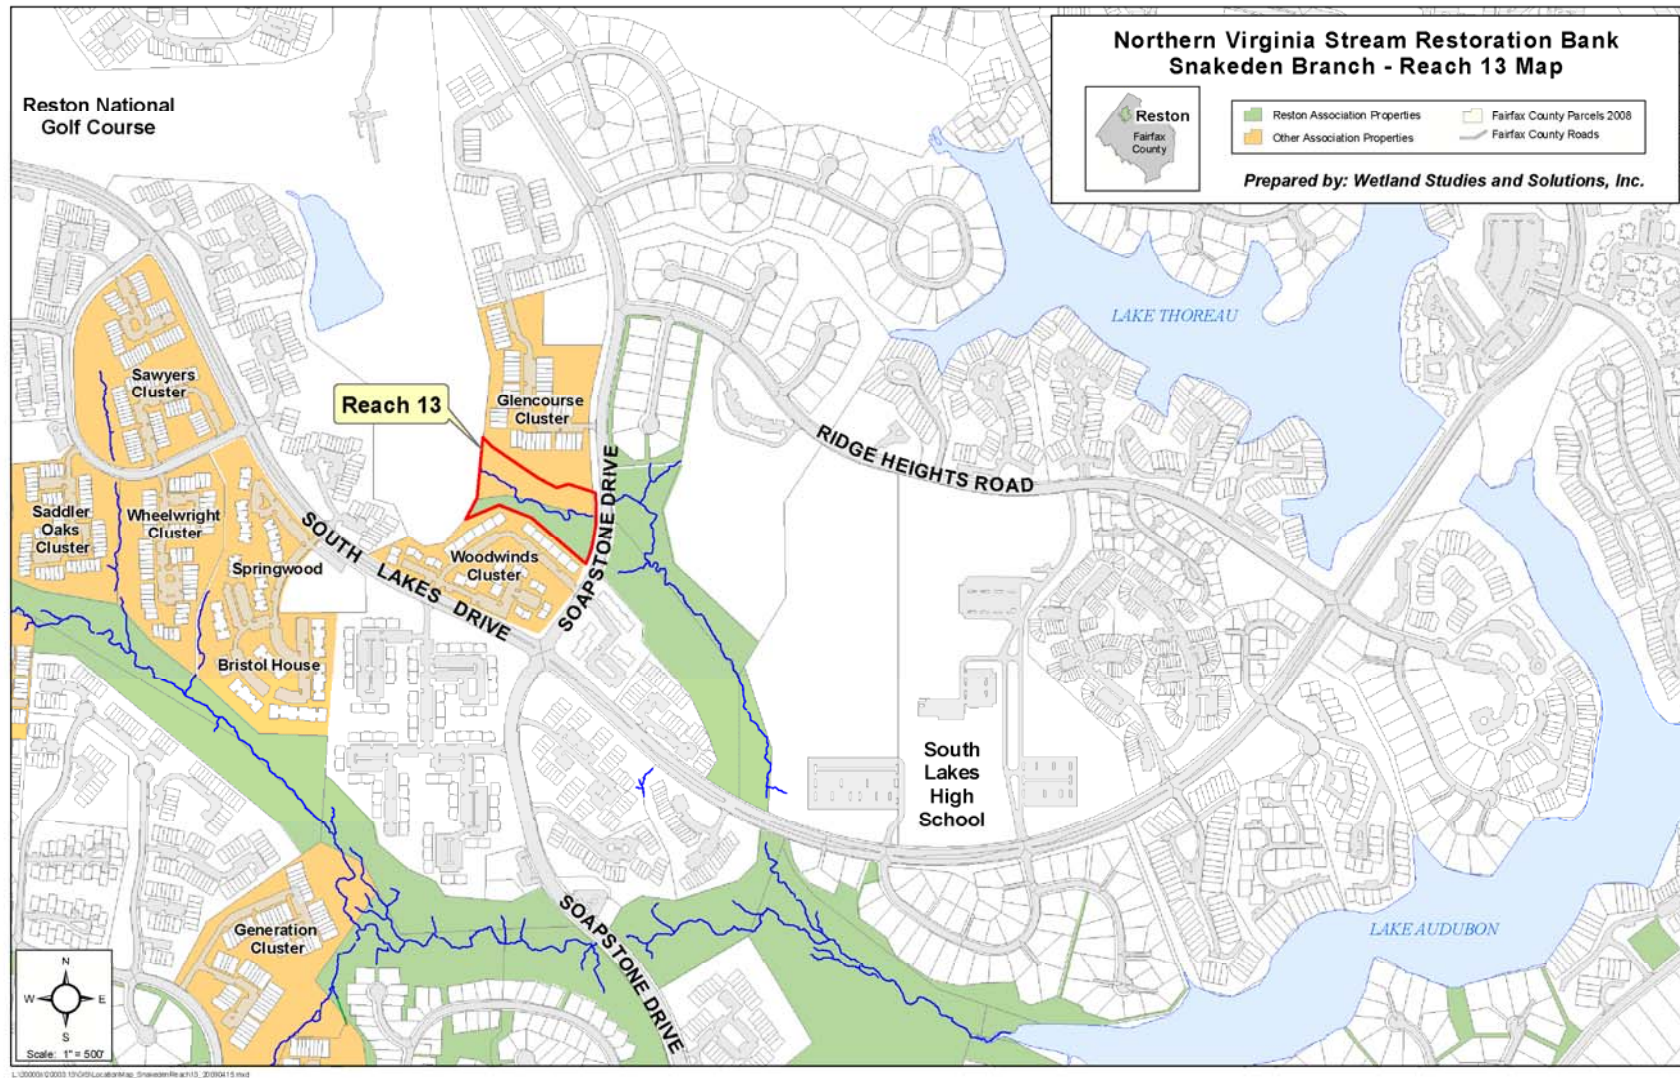 Northern Virginia Stream Restoration Bank
Snakeden Branch - Reach 13 Map
Reston
Fairfax
County
Reston Association Properties
Other Association Properties
Fairfax County Parcels 2008
Fairfax County Roads
Prepared by: Wetland Studies and Solutions, Inc.
Reston National
Golf Course
LAKE THOREAU
Sawyers
Cluster
Reach 13
Glencourse
Cluster
RIDGE HEIGHTS ROAD
SOAPSTONE DRIVE
Saddler
Oaks
Cluster
Wheelwright
Cluster
Springwood
SOUTH LAKES DRIVE
Woodwinds
Cluster
Bristol House
South
Lakes
High
School
Generation
Cluster
SOAPSTONE DRIVE
LAKE AUDUBON
N
W E
S
Scale: 1" = 500'